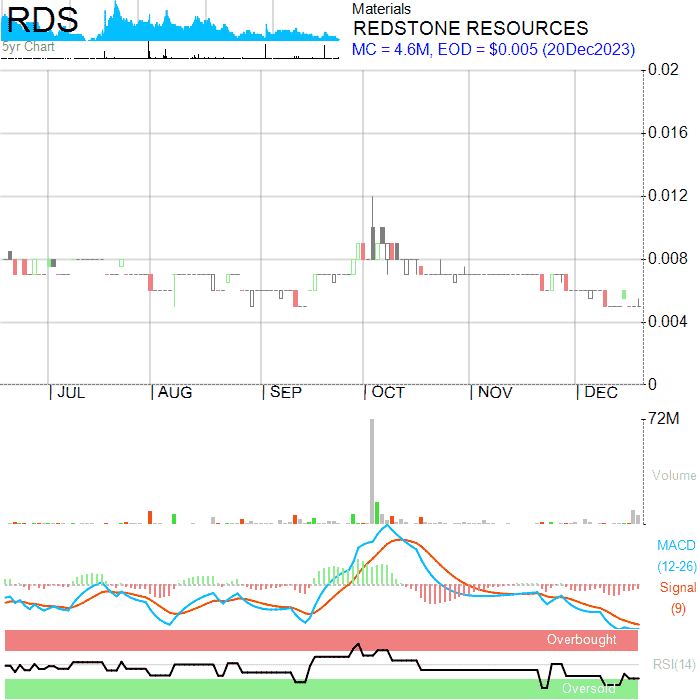 RDS
5yr Chart
Materials
REDSTONE RESOURCES
MC = 4.6M, EOD = $0.005 (20Dec2023)
0.02
0.016
0.012
0.008
0.004
0
JUL AUG SEP OCT NOV DEC
72M
Volume
MACD
(12-26)
Signal
(9)
Overbought
RSI(14)
Oversold